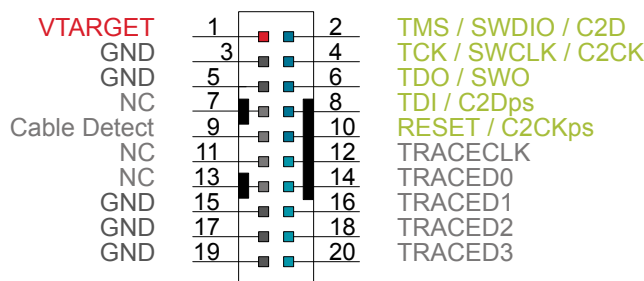 VTARGET 1 2 TMS / SWDIO / C2D
GND 3 4 TCK / SWCLK / C2CK
GND 5 6 TDO / SWO
NC 7 8 TDI / C2Dps
Cable Detect 9 10 RESET / C2CKps
NC 11 12 TRACECLK
NC 13 14 TRACED0
GND 15 16 TRACED1
GND 17 18 TRACED2
GND 19 20 TRACED3